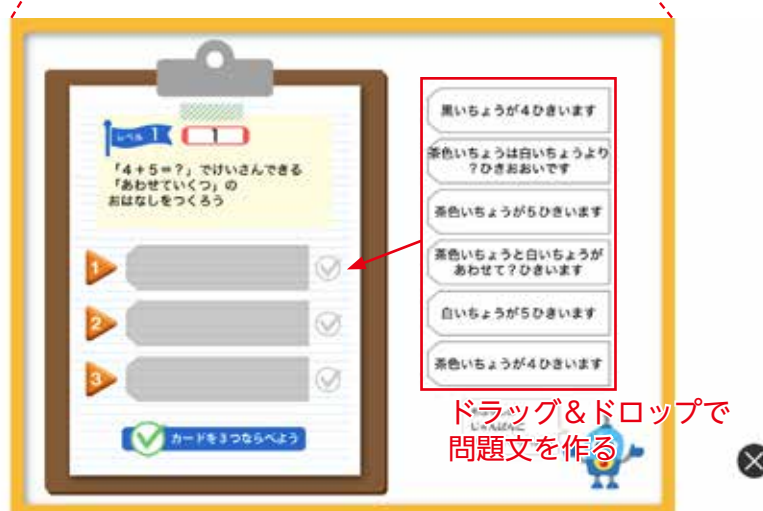 レベル 1
1
「4＋5＝?」でけいさんできる
「あわせていくつ」の
おはなしをつくろう
1
2
3
カードを3つならべよう
黒いちょうが4ひきいます
茶色いちょうは白いちょうより
?ひきおおいです
茶色いちょうが5ひきいます
茶色いちょうと白いちょうが
あわせて?ひきいます
白いちょうが5ひきいます
茶色いちょうが4ひきいます
じゅんばんに
ドラッグ＆ドロップで
問題文を作る